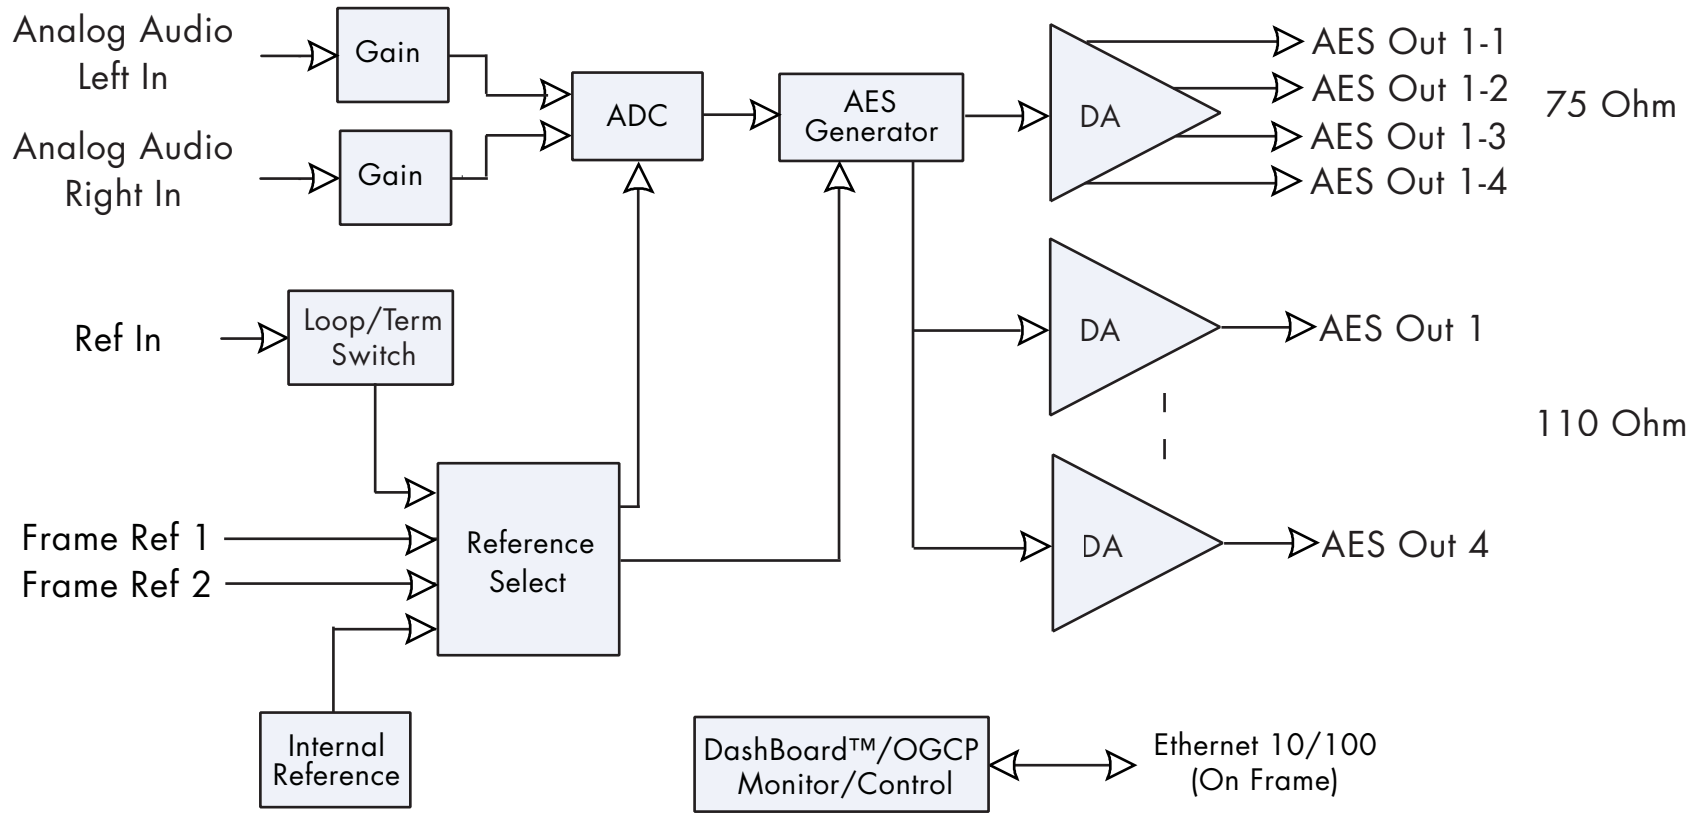 Analog Audio
Left In
Gain
Analog Audio
Right In
Gain
ADC
AES
Generator
DA
AES Out 1-1
AES Out 1-2
AES Out 1-3
AES Out 1-4
75 Ohm
Ref In
Loop/Term
Switch
DA
AES Out 1
110 Ohm
DA
AES Out 4
Frame Ref 1
Frame Ref 2
Reference
Select
Internal
Reference
DashBoard™/OGCP
Monitor/Control
Ethernet 10/100
(On Frame)